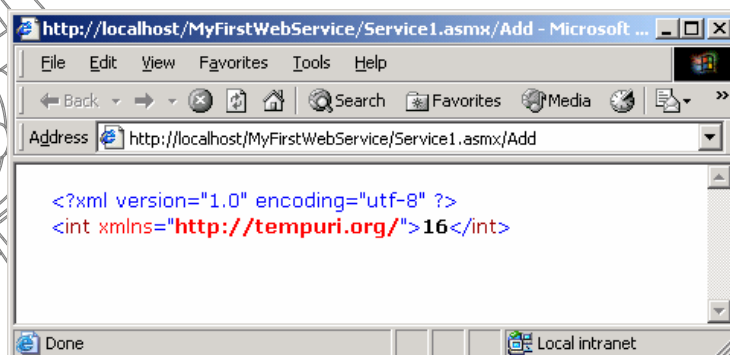 http://localhost/MyFirstWebService/Service1.asmx/Add - Microsoft ...
File Edit View Favorites Tools Help
Back Search Favorites Media »
Address http://localhost/MyFirstWebService/Service1.asmx/Add
<?xml version="1.0" encoding="utf-8" ?>
<int xmlns="http://tempuri.org/">16</int>
Done Local intranet